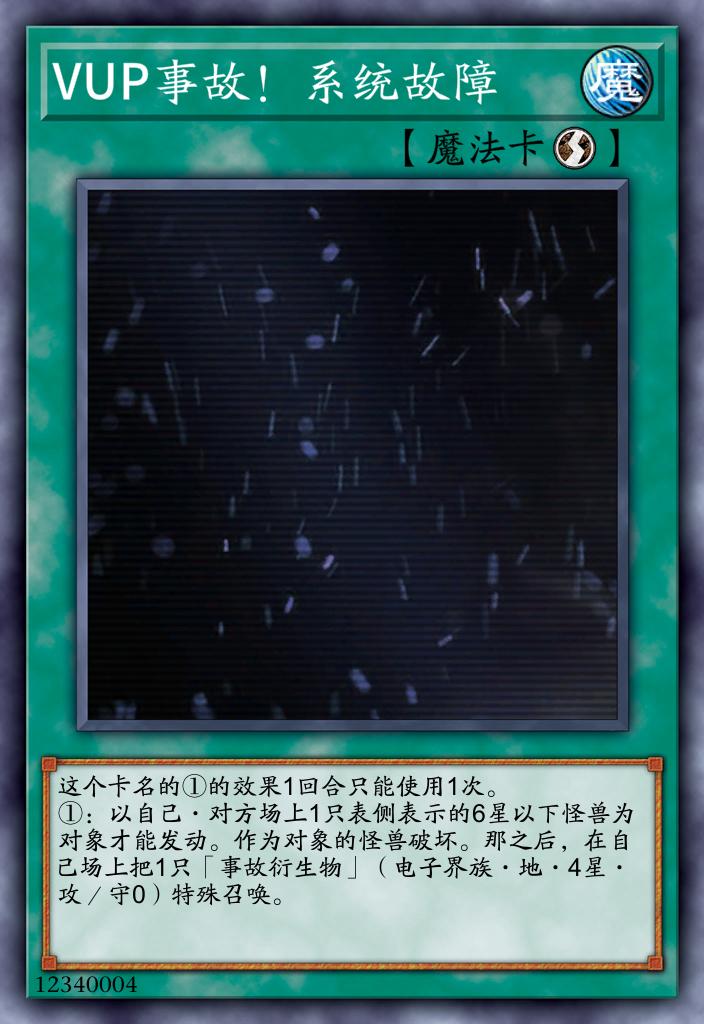 VUP事故！系统故障
魔
【魔法卡】
这个卡名的①的效果1回合只能使用1次。
①：以自己·对方场上1只表侧表示的6星以下怪兽为
对象才能发动。作为对象的怪兽破坏。那之后，在自
己场上把1只「事故衍生物」（电子界族·地·4星·
攻／守0）特殊召唤。
12340004